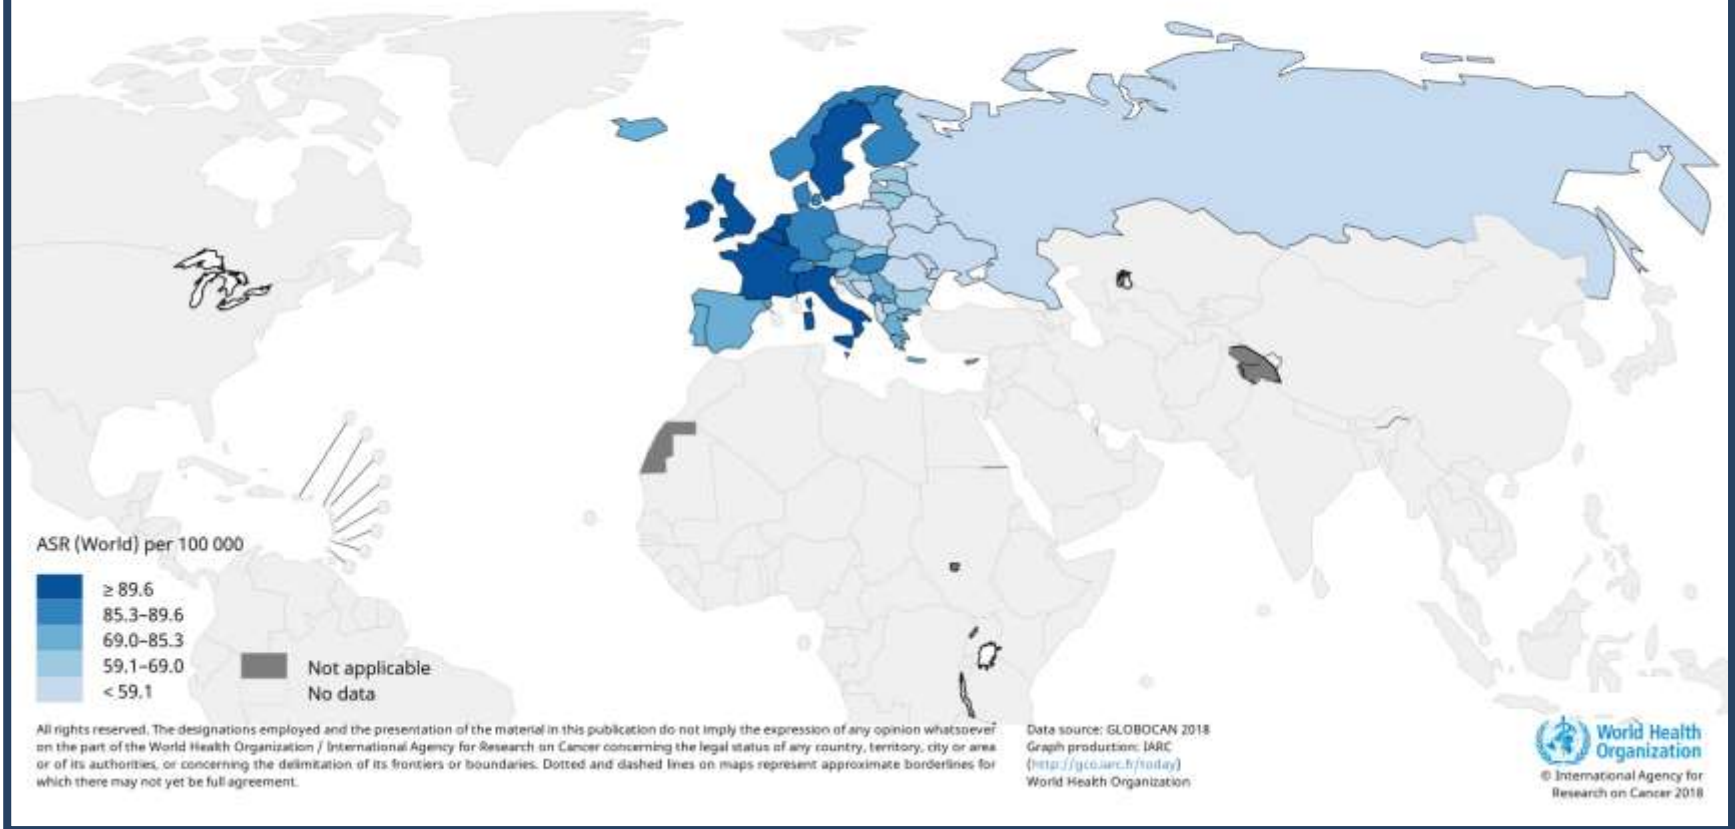 ASR (World) per 100 000
≥ 89.6
85.3–89.6
69.0–85.3
59.1–69.0
< 59.1
Not applicable
No data
All rights reserved. The designations employed and the presentation of the material in this publication do not imply the expression of any opinion whatsoever
on the part of the World Health Organization / International Agency for Research on Cancer concerning the legal status of any country, territory, city or area
or of its authorities, or concerning the delimitation of its frontiers or boundaries. Dotted and dashed lines on maps represent approximate borderlines for
which there may not yet be full agreement.
Data source: GLOBOCAN 2018
Graph production: IARC
(http://gco.iarc.fr/today)
World Health Organization
World Health
Organization
© International Agency for
Research on Cancer 2018